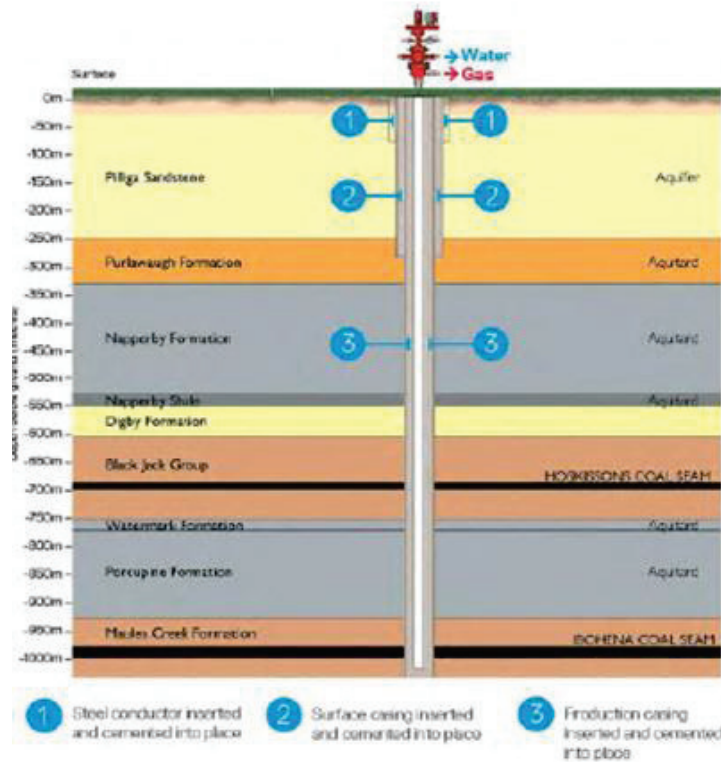 Water
Surface
Gas
0m
-50m
1
1
-100m
Pilliga Sandstone
Aquifer
-150m
2
2
-200m
-250m
Purlawaugh Formation
Aquitard
-300m
-350m
-400m
Napperby Formation
Aquitard
3
3
-450m
-500m
Napperby Shale
Aquitard
-550m
Digby Formation
-600m
Black Jack Group
-650m
HOSKISSONS COAL SEAM
-700m
-750m
Watermark Formation
Aquitard
-800m
Porcupine Formation
Aquitard
-850m
-900m
Maules Creek Formation
-950m
BOHENA COAL SEAM
-1000m
1 Steel conductor inserted
and cemented into place
2 Surface casing inserted
and cemented into place
3 Production casing
inserted and cemented
into place